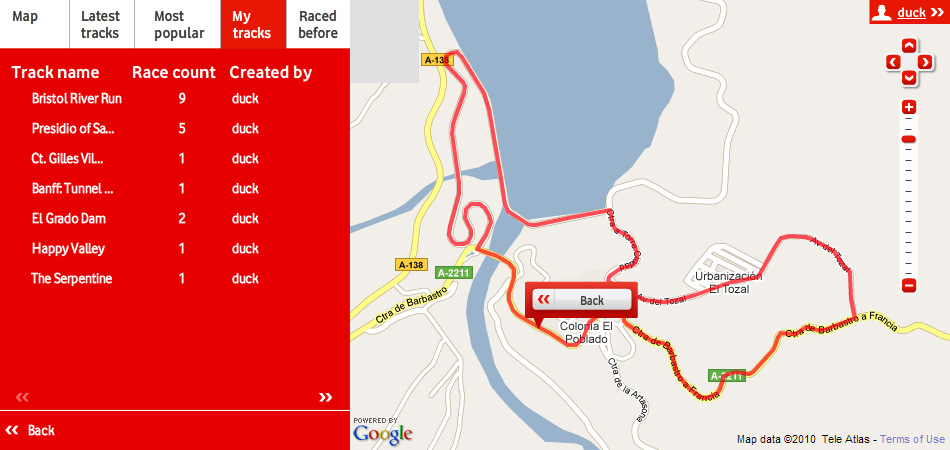 Map
Latest
tracks
Most
popular
My
tracks
Raced
before
Track name Race count Created by
Bristol River Run 9 duck
Presidio of Sa... 5 duck
Ct. Gilles Vil... 1 duck
Banff: Tunnel ... 1 duck
El Grado Dam 2 duck
Happy Valley 1 duck
The Serpentine 1 duck
<< >>
<< Back
duck >>
A-138
A-138
A-2211
Ctra de Barbastro
Ctra a Torre C
Av. del Tozal
Urbanización
El Tozal
Av. del Tozal
<< Back
Colonia El
Poblado
Ctra de Barbastro a Francia
Ctra de Barbastro a Francia
A-2211
Ctra de la Artasona
POWERED BY
Google
Map data ©2010 Tele Atlas - Terms of Use